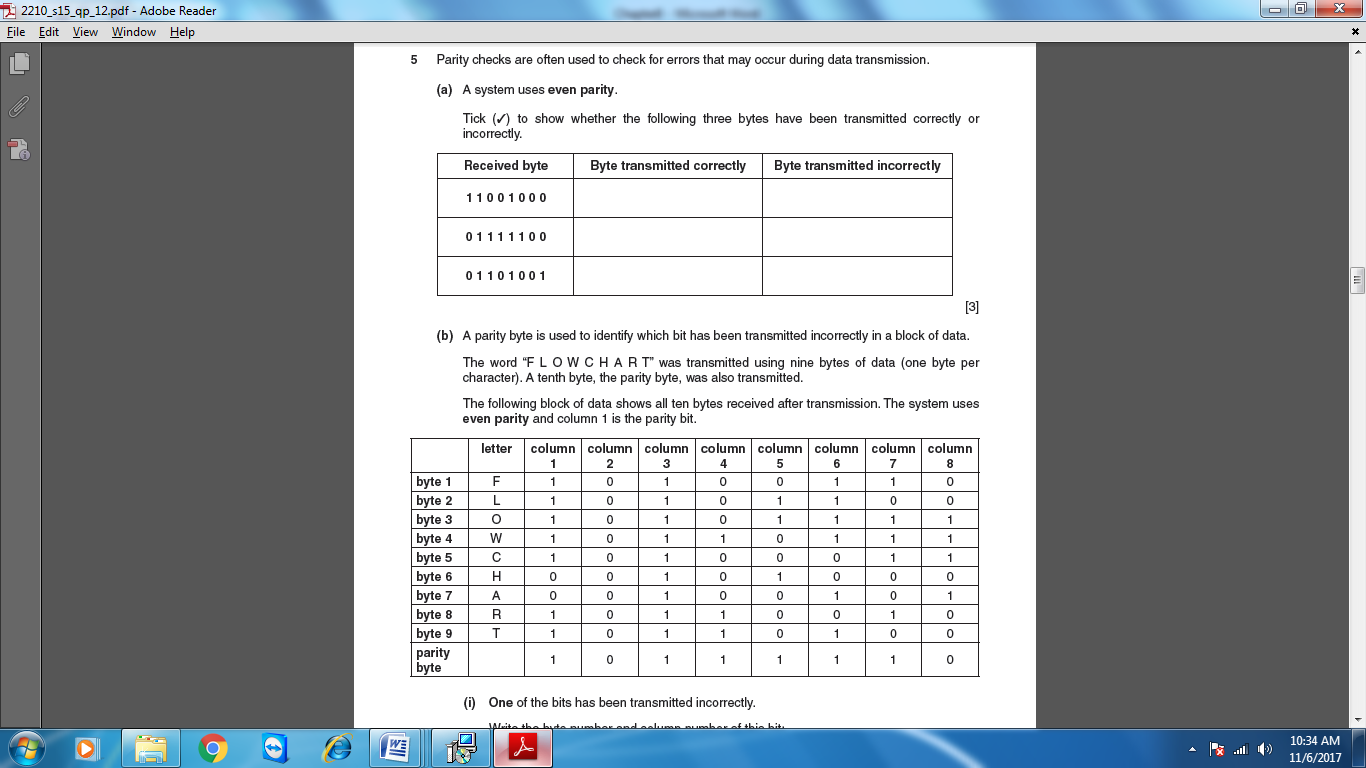 2210_s15_qp_12.pdf - Adobe Reader
File Edit View Window Help
5 Parity checks are often used to check for errors that may occur during data transmission.
(a) A system uses even parity.
Tick (✓) to show whether the following three bytes have been transmitted correctly or
incorrectly.
Received byte Byte transmitted correctly Byte transmitted incorrectly
1 1 0 0 1 0 0 0
0 1 1 1 1 1 0 0
0 1 1 0 1 0 0 1
[3]
(b) A parity byte is used to identify which bit has been transmitted incorrectly in a block of data.
The word “F L O W C H A R T” was transmitted using nine bytes of data (one byte per
character). A tenth byte, the parity byte, was also transmitted.
The following block of data shows all ten bytes received after transmission. The system uses
even parity and column 1 is the parity bit.
letter column column column column column column column column
1 2 3 4 5 6 7 8
byte 1 F 1 0 1 0 0 1 1 0
byte 2 L 1 0 1 0 1 1 0 0
byte 3 O 1 0 1 0 1 1 1 1
byte 4 W 1 0 1 1 0 1 1 1
byte 5 C 1 0 1 0 0 0 1 1
byte 6 H 0 0 1 0 1 0 0 0
byte 7 A 0 0 1 0 0 1 0 1
byte 8 R 1 0 1 1 0 0 1 0
byte 9 T 1 0 1 1 0 1 0 0
parity
byte 1 0 1 1 1 1 1 0
(i) One of the bits has been transmitted incorrectly.
Write the byte number and column number of this bit:
10:34 AM
11/6/2017